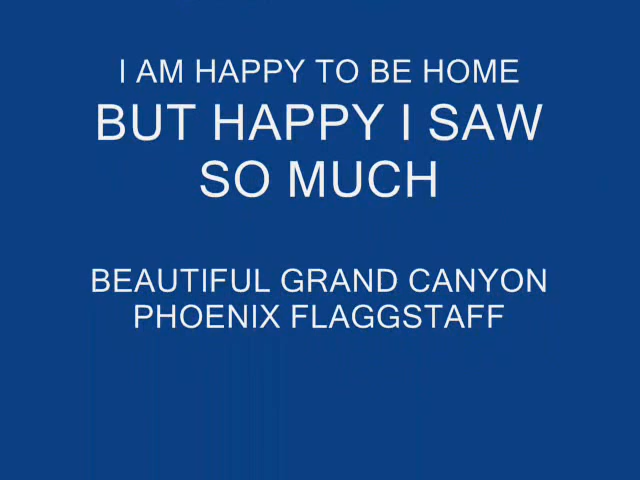 I AM HAPPY TO BE HOME
BUT HAPPY I SAW
SO MUCH
BEAUTIFUL GRAND CANYON
PHOENIX FLAGGSTAFF